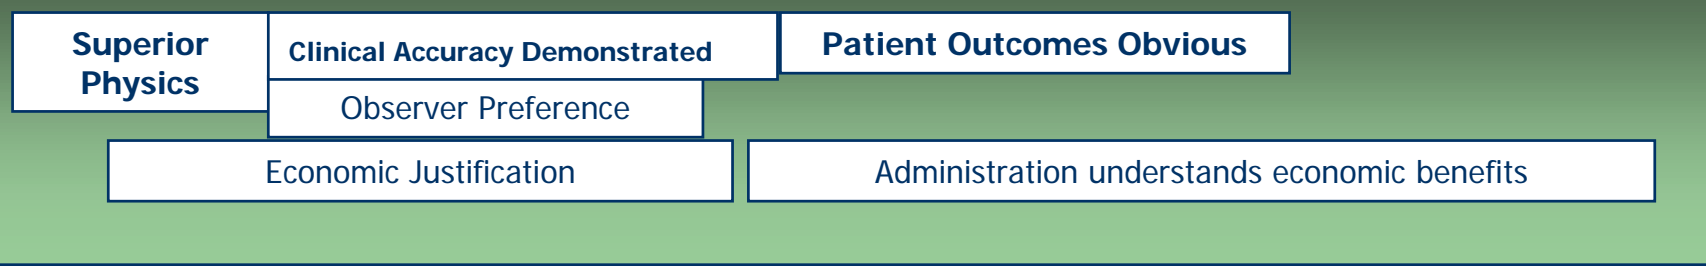 Superior
Physics
Clinical Accuracy Demonstrated
Patient Outcomes Obvious
Observer Preference
Economic Justification
Administration understands economic benefits